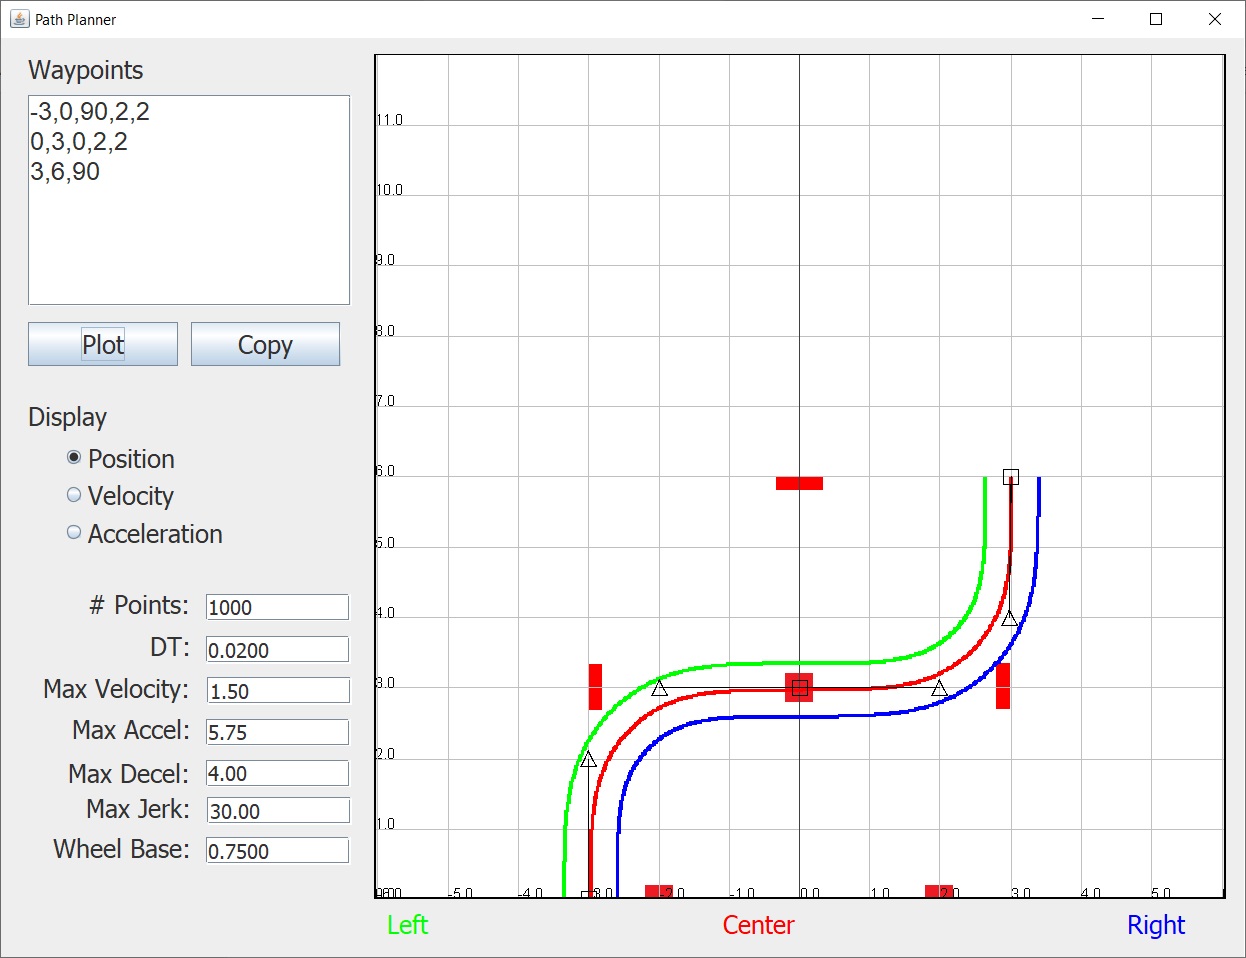 Path Planner
Waypoints
-3,0,90,2,2
0,3,0,2,2
3,6,90
Plot
Copy
Display
Position
Velocity
Acceleration
# Points: 1000
DT: 0.0200
Max Velocity: 1.50
Max Accel: 5.75
Max Decel: 4.00
Max Jerk: 30.00
Wheel Base: 0.7500
11.0
10.0
9.0
8.0
7.0
6.0
5.0
4.0
3.0
2.0
1.0
-5.0 -4.0 -3.0 -2.0 -1.0 0.0 1.0 2.0 3.0 4.0 5.0
Left Center Right